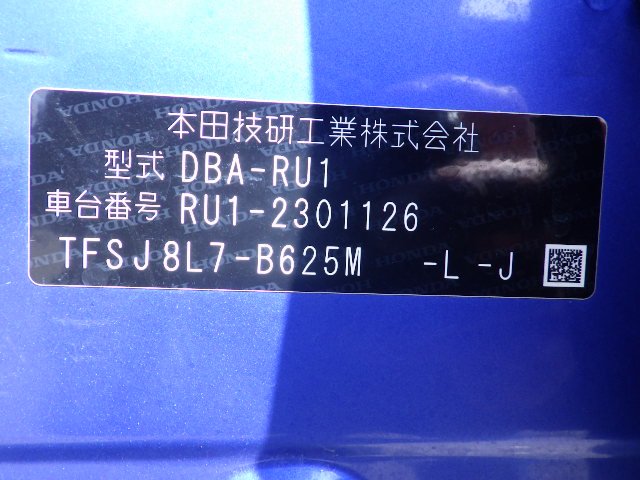 本田技研工業株式会社
型式 DBA-RU1
車台番号 RU1-2301126
TFSJ8L7-B625M -L -J